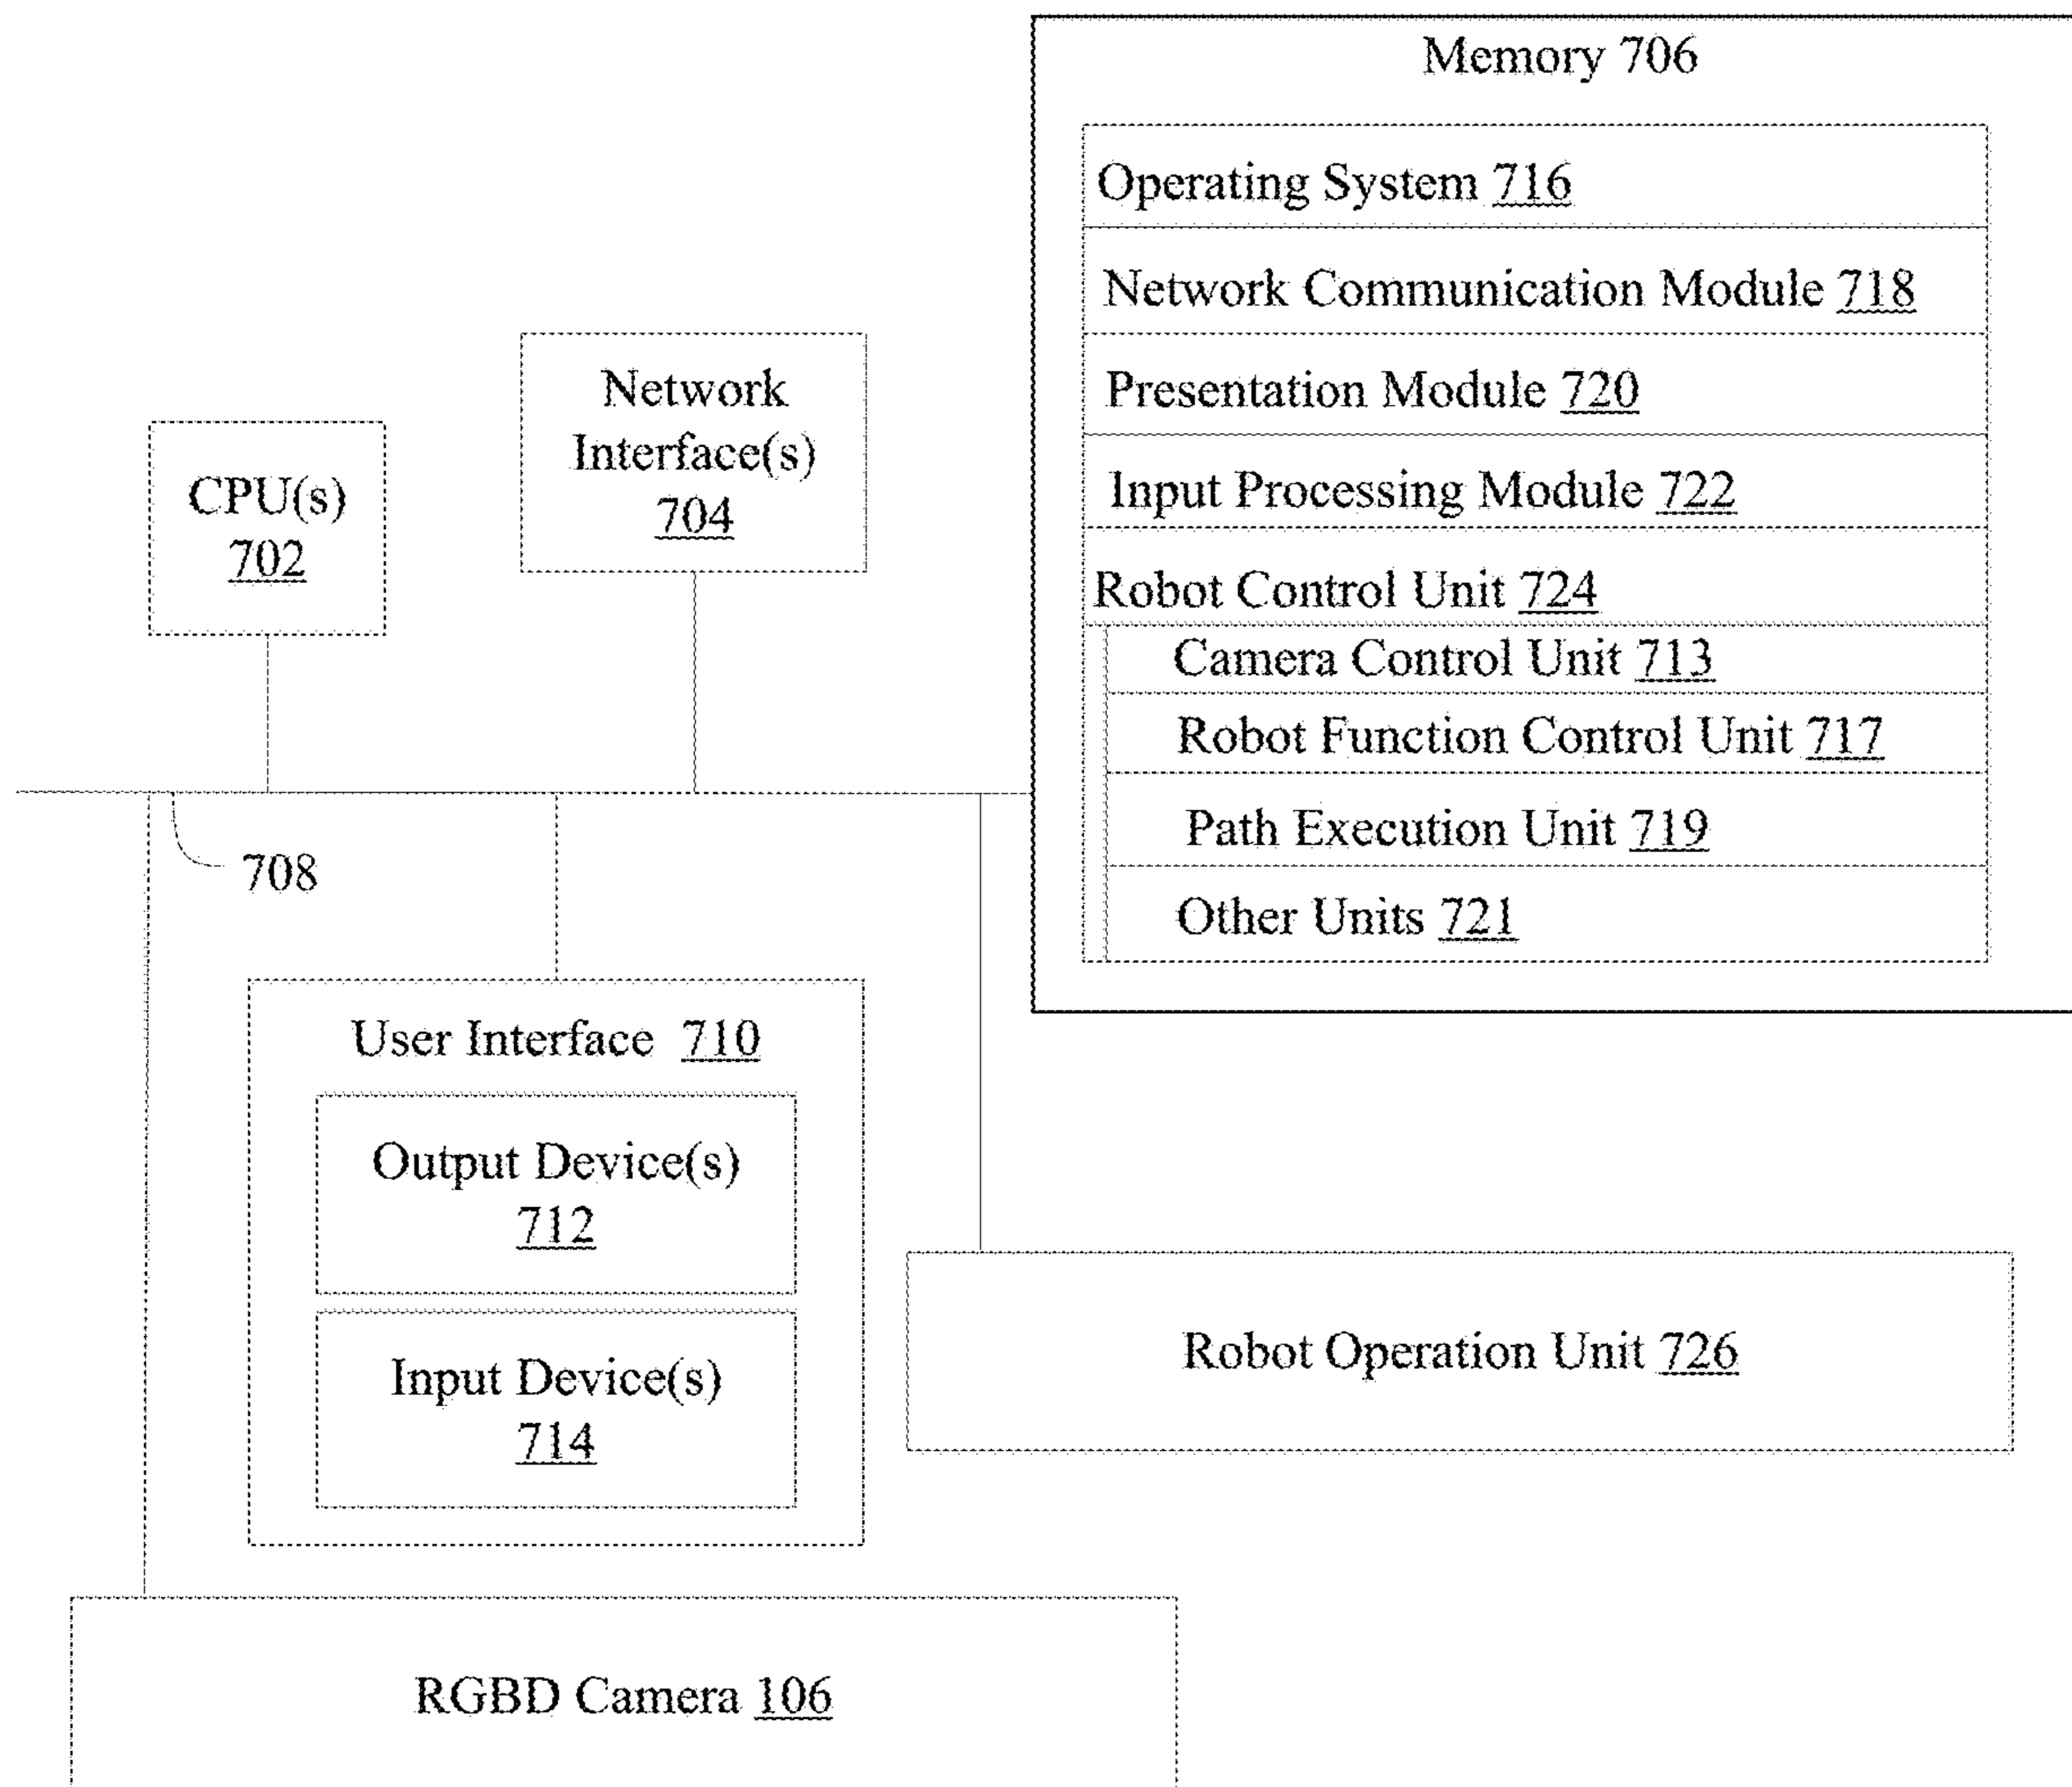 Memory 706
Operating System 716
Network Communication Module 718
Presentation Module 720
Input Processing Module 722
Robot Control Unit 724
Camera Control Unit 713
Robot Function Control Unit 717
Path Execution Unit 719
Other Units 721
Network
Interface(s)
704
CPU(s)
702
708
User Interface 710
Output Device(s)
712
Input Device(s)
714
Robot Operation Unit 726
RGBD Camera 106